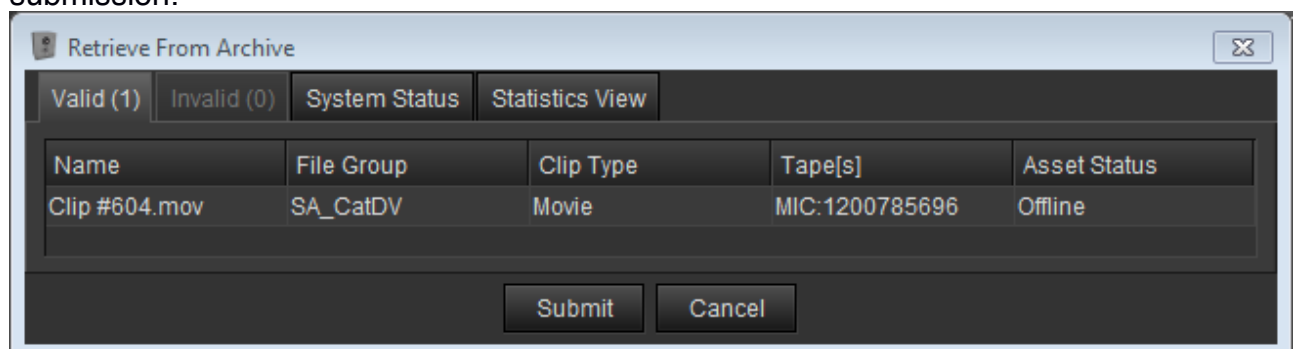 submission.
Retrieve From Archive
Valid (1) Invalid (0) System Status Statistics View
Name File Group Clip Type Tape[s] Asset Status
Clip #604.mov SA_CatDV Movie MIC:1200785696 Offline
Submit Cancel